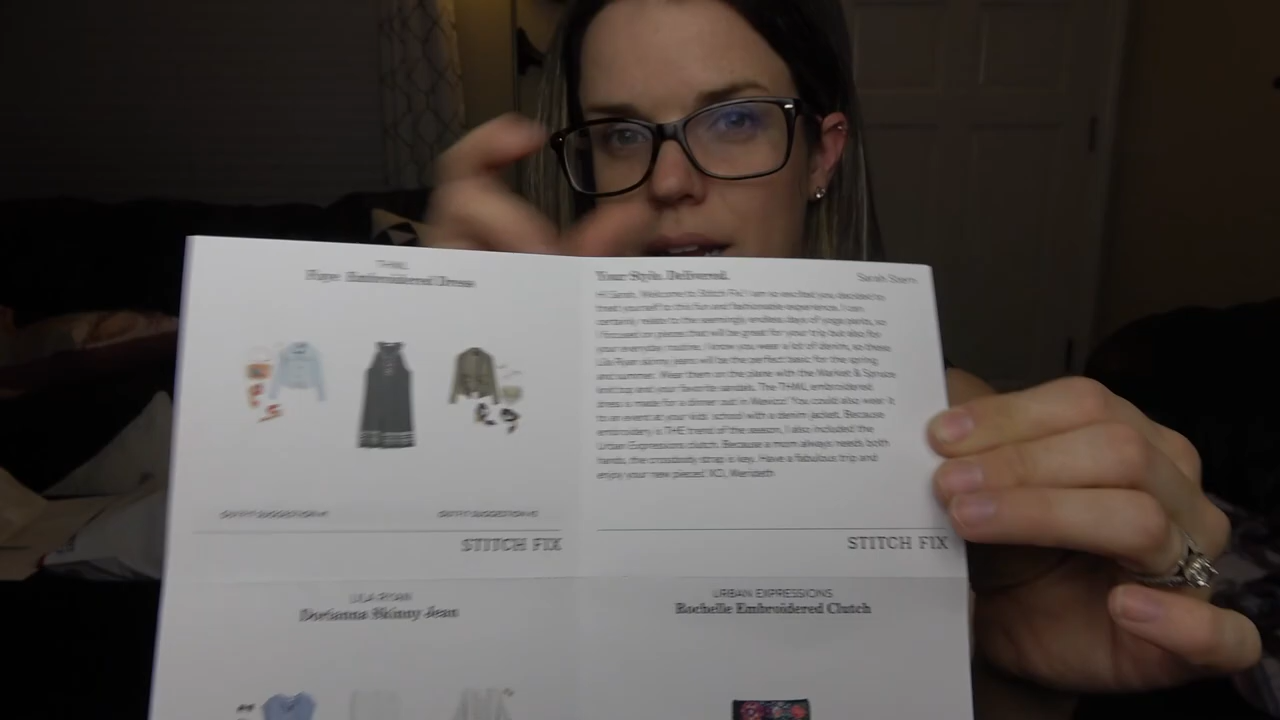 THML
Faye Embroidered Dress
OUTFIT SUGGESTION #1
OUTFIT SUGGESTION #2
STITCH FIX
Your Style. Delivered.
Sarah
Hi Sarah, Welcome to Stitch Fix! I am so excited you decided to
treat yourself to this fun and fashionable experience. I can
certainly relate to the seemingly endless days of yoga pants, so
I focused on pieces that will be great for your trip but also for
your everyday routine. I know you wear a lot of denim, so these
Lila Ryan skinny jeans will be the perfect basic for the spring
and summer. Wear them on the plane with the Market & Spruce
knit top and your favorite sandals. The THML embroidered
dress is made for a dinner out in Mexico! You could also wear it
to an event at your kids' school with a denim jacket. Because
embroidery is THE trend of the season, I also included the
Urban Expressions clutch. Because a mom always needs both
hands, the crossbody strap is key. Have a fabulous trip and
enjoy your new pieces! XO,
STITCH FIX
LILA RYAN
Dorianna Skinny Jean
URBAN EXPRESSIONS
Rochelle Embroidered Clutch